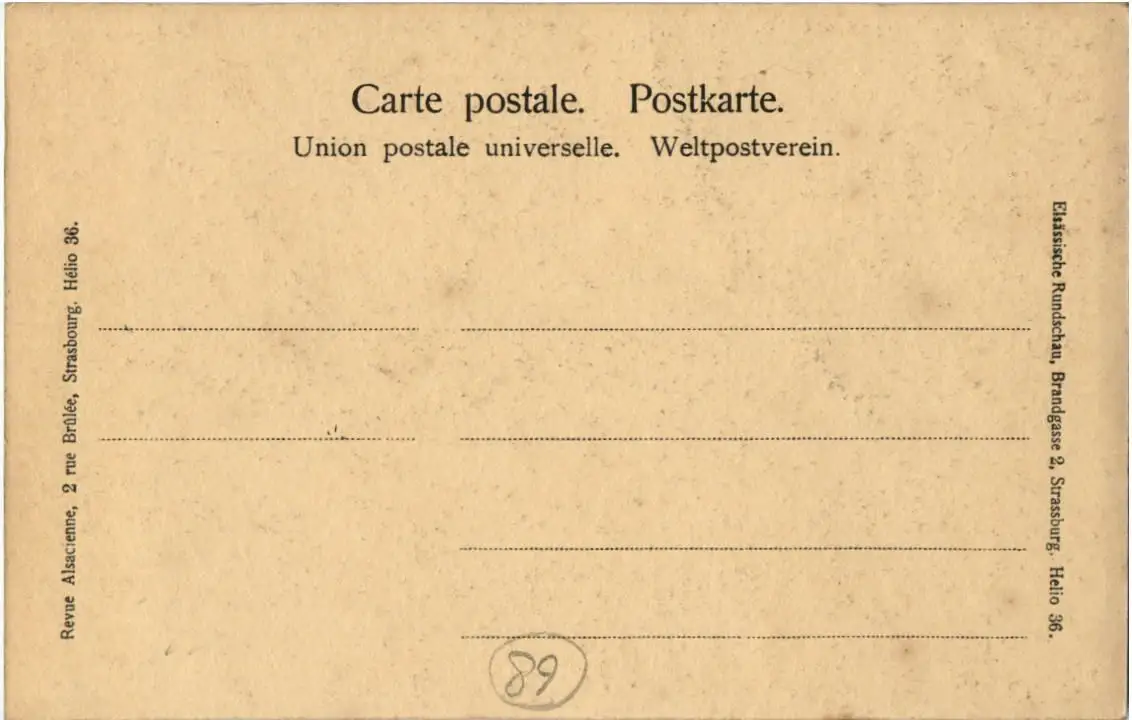 Carte postale. Postkarte.
Union postale universelle. Weltpostverein.
Revue Alsacienne, 2 rue Brûlée, Strasbourg. Hélio 36.
Elsässische Rundschau, Brandgasse 2, Strassburg. Helio 36.
89